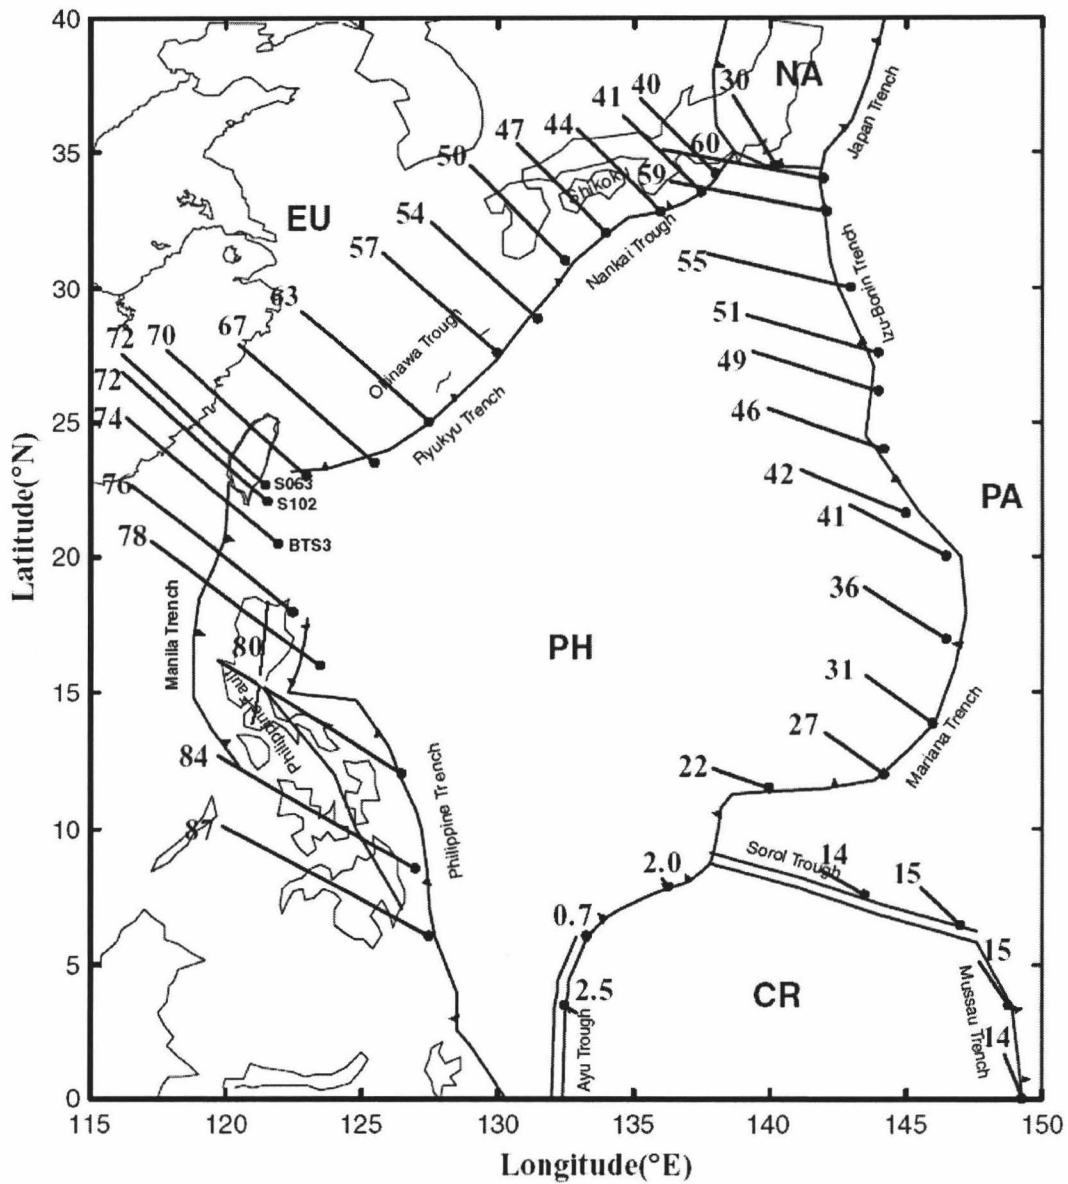 40
35
30
25
20
15
10
5
0
Latitude(°N)
115
120
125
130
135
140
145
150
Longitude(°E)
NA
EU
PA
PH
CR
30
40
41
44
47
50
54
57
63
67
70
72
72
74
76
78
80
84
87
60
59
55
51
49
46
42
41
36
31
27
22
2.0
0.7
2.5
14
15
15
14
Japan Trench
Shikoku
Nankai Trough
Izu-Bonin Trench
Okinawa Trough
Ryukyu Trench
S063
S102
BTS3
Manila Trench
Philippine Fault
Philippine Trench
Mariana Trench
Sorol Trough
Ayu Trough
Mussau Trench